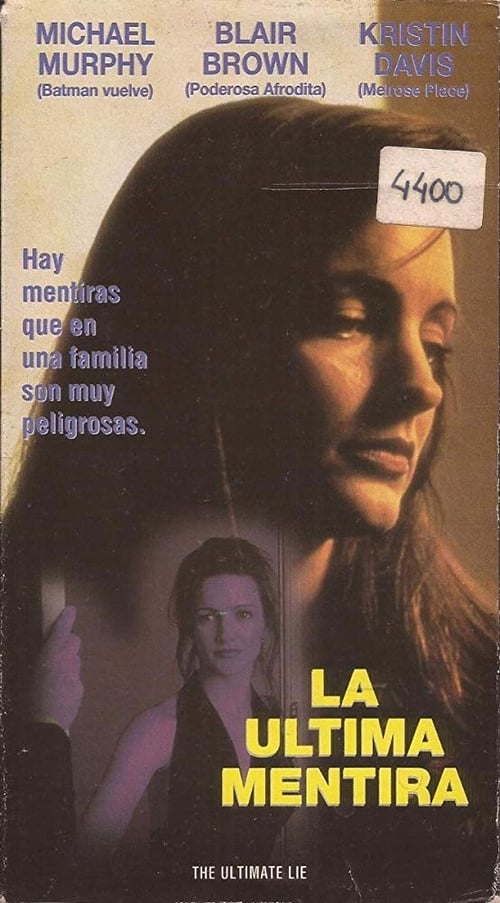 MICHAEL
MURPHY
(Batman vuelve)
BLAIR
BROWN
(Poderosa Afrodita)
KRISTIN
DAVIS
(Melrose Place)
4400
Hay
mentiras
que en
una familia
son muy
peligrosas.
LA
ULTIMA
MENTIRA
THE ULTIMATE LIE